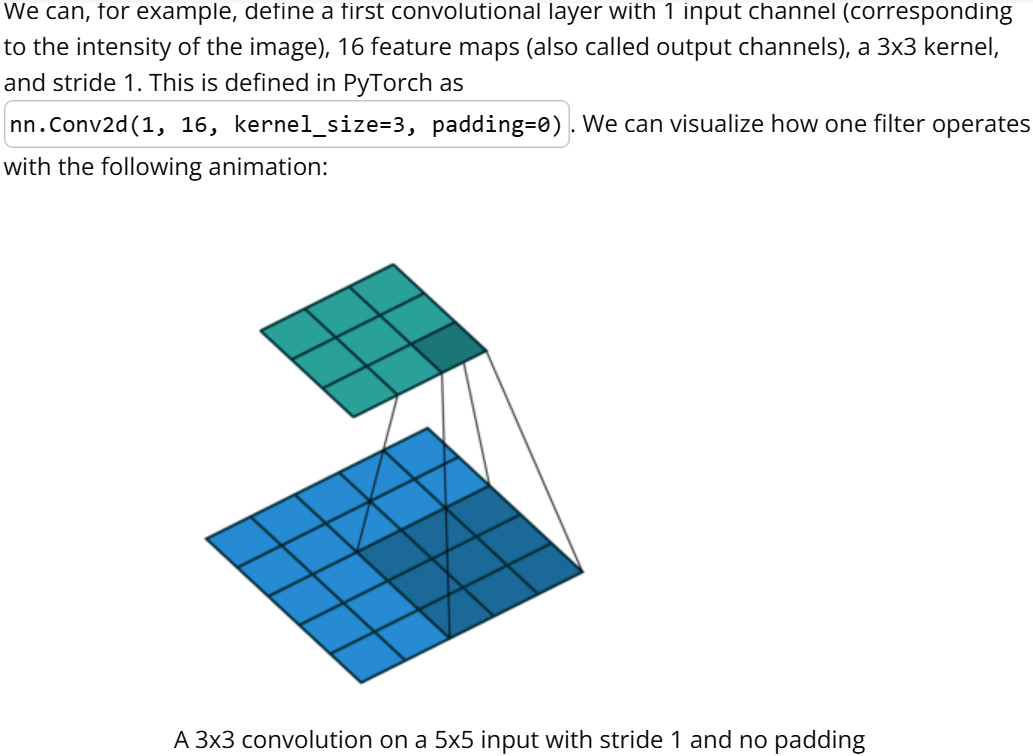 We can, for example, define a first convolutional layer with 1 input channel (corresponding
to the intensity of the image), 16 feature maps (also called output channels), a 3x3 kernel,
and stride 1. This is defined in PyTorch as
nn.Conv2d(1, 16, kernel_size=3, padding=0) . We can visualize how one filter operates
with the following animation:
A 3x3 convolution on a 5x5 input with stride 1 and no padding